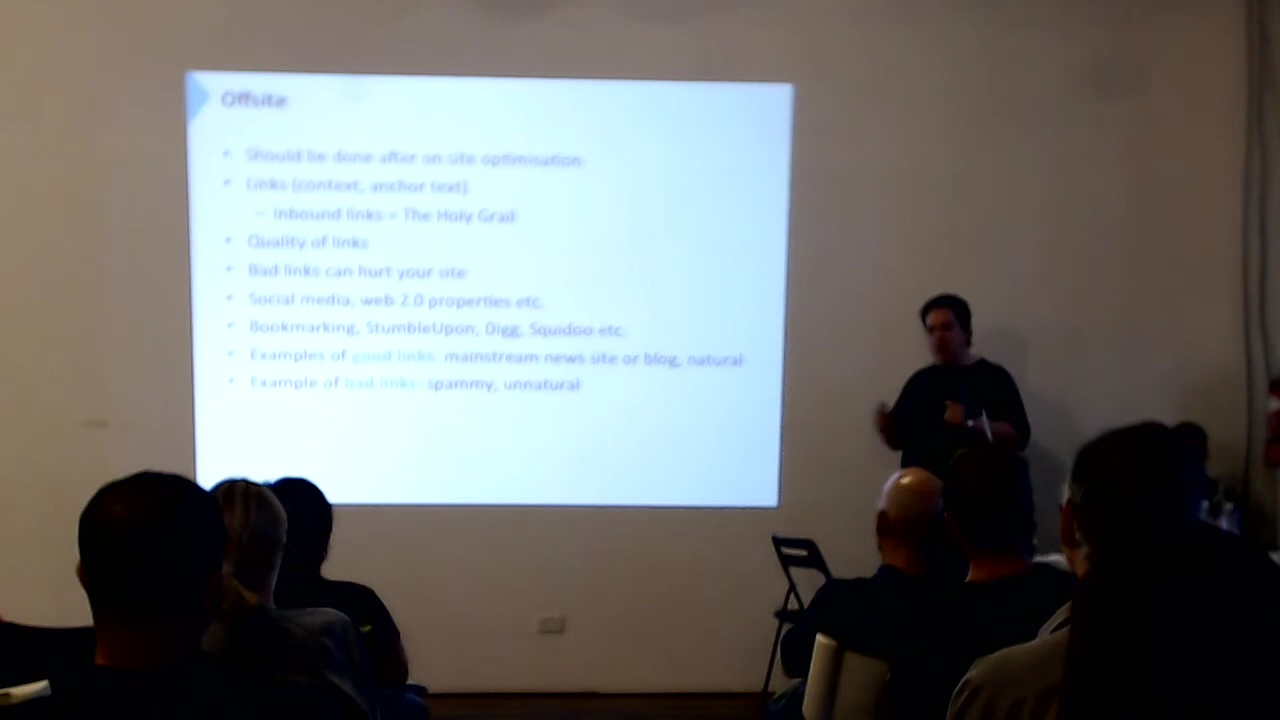 Offsite
• Should be done after on site optimisation
• Links (context, anchor text)
– Inbound links = The Holy Grail
• Quality of links
• Bad links can hurt your site
• Social media, web 2.0 properties etc.
• Bookmarking, StumbleUpon, Digg, Squidoo etc.
• Examples of good links: mainstream news site or blog, natural
• Example of bad links: spammy, unnatural